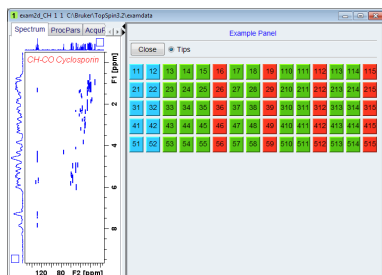 1 exam2d_CH 1 1 C:\Bruker\TopSpin3.2\examdata
Spectrum ProcPars AcquP
Example Panel
Close Tips
CH-CO Cyclosporin
F1 [ppm]
11 12 13 14 15 16 17 18 19 110 111 112 113 114 115
21 22 23 24 25 26 27 28 29 210 211 212 213 214 215
31 32 33 34 35 36 37 38 39 310 311 312 313 314 315
41 42 43 44 45 46 47 48 49 410 411 412 413 414 415
51 52 53 54 55 56 57 58 59 510 511 512 513 514 515
0
2
4
6
8
120 80 F2 [ppm]